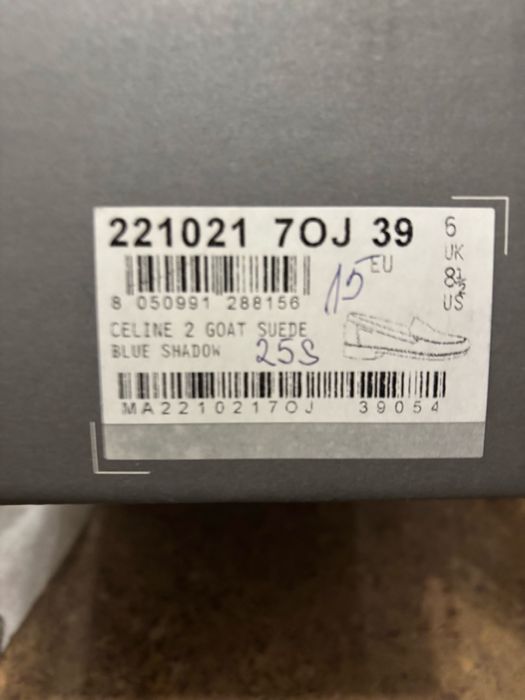 221021 7OJ 39
6
UK
EU
8½
US
15
8 050991 288156
CELINE 2 GOAT SUEDE
BLUE SHADOW
25S
MA2210217OJ 39054